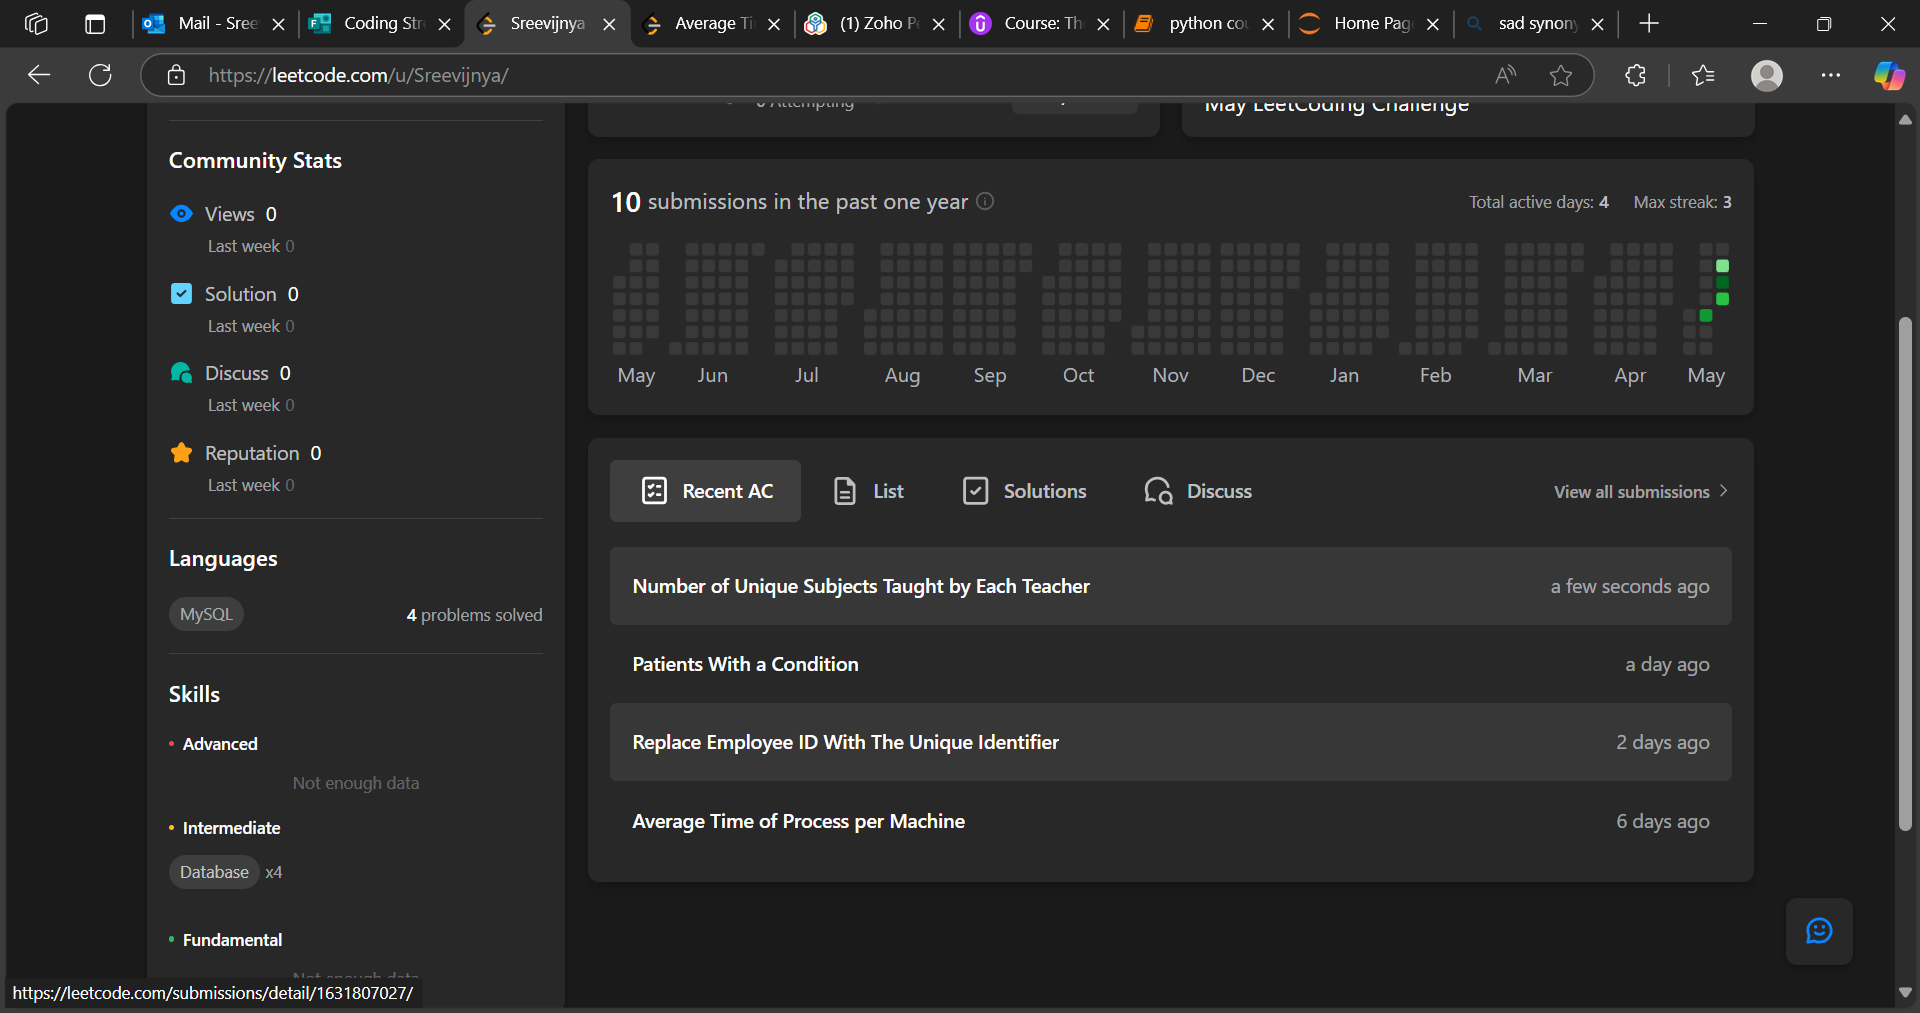 Mail - Sree
Coding Str
Sreevijnya
Average Ti
(1) Zoho Pe
Course: Th
python cou
Home Page
sad synony
https://leetcode.com/u/Sreevijnya/
0 Attempting
May LeetCoding Challenge
Community Stats
Views 0
Last week 0
Solution 0
Last week 0
Discuss 0
Last week 0
Reputation 0
Last week 0
Languages
MySQL 4 problems solved
Skills
Advanced
Not enough data
Intermediate
Database x4
Fundamental
Not enough data
https://leetcode.com/submissions/detail/1631807027/
10 submissions in the past one year Total active days: 4 Max streak: 3
May Jun Jul Aug Sep Oct Nov Dec Jan Feb Mar Apr May
Recent AC List Solutions Discuss View all submissions
Number of Unique Subjects Taught by Each Teacher a few seconds ago
Patients With a Condition a day ago
Replace Employee ID With The Unique Identifier 2 days ago
Average Time of Process per Machine 6 days ago